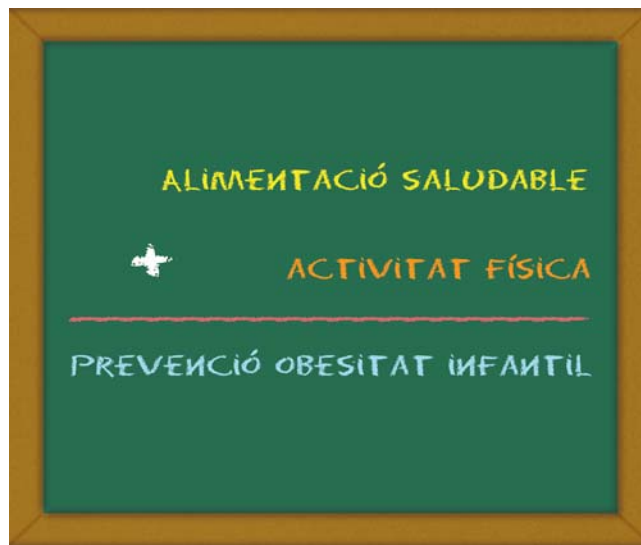 ALIMENTACIÓ SALUDABLE
+ ACTIVITAT FÍSICA
PREVENCIÓ OBESITAT INFANTIL